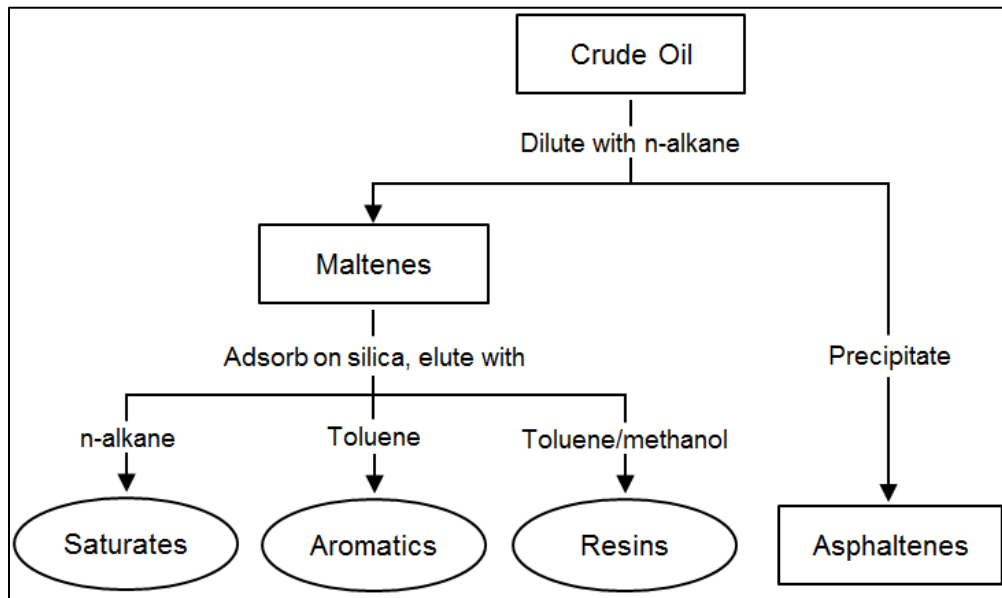 Crude Oil
Dilute with n-alkane
Maltenes
Adsorb on silica, elute with
Precipitate
n-alkane
Toluene
Toluene/methanol
Saturates
Aromatics
Resins
Asphaltenes